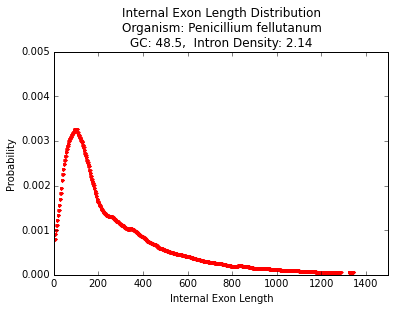 Internal Exon Length Distribution
Organism: Penicillium fellutanum
GC: 48.5,  Intron Density: 2.14
0.005
0.004
0.003
0.002
0.001
0.000
Probability
0 200 400 600 800 1000 1200 1400
Internal Exon Length